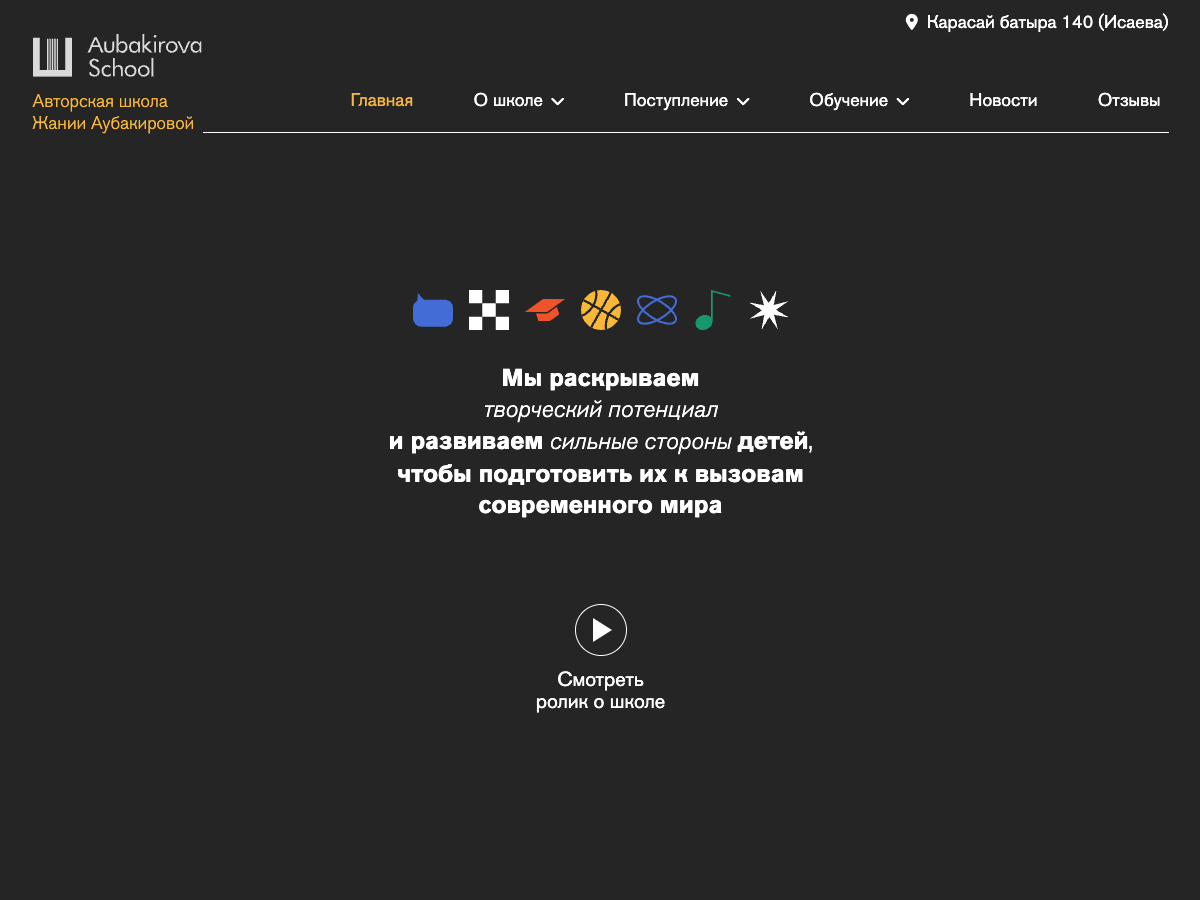 Карасай батыра 140 (Исаева)
Aubakirova
School
Авторская школа
Жании Аубакировой
Главная
О школе
Поступление
Обучение
Новости
Отзывы
Мы раскрываем
творческий потенциал
и развиваем сильные стороны детей,
чтобы подготовить их к вызовам
современного мира
Смотреть
ролик о школе